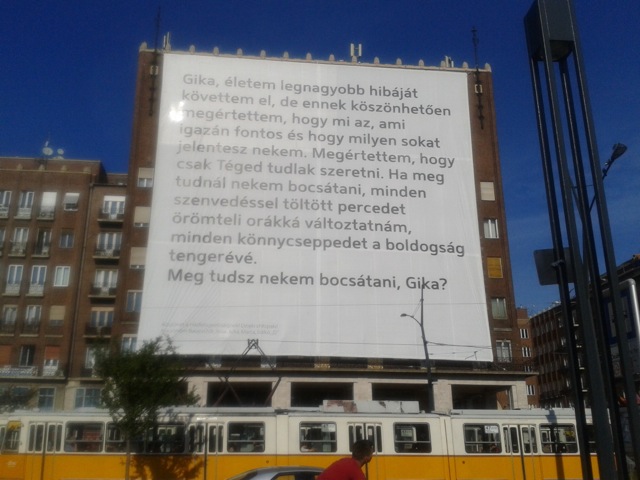 Gika, életem legnagyobb hibáját
követtem el, de ennek köszönhetően
megértettem, hogy mi az, ami
igazán fontos és hogy milyen sokat
jelentesz nekem. Megértettem, hogy
csak Téged tudlak szeretni. Ha meg
tudnál nekem bocsátani, minden
szenvedéssel töltött percedet
örömteli orákká változtatnám,
minden könnycseppedet a boldogság
tengerévé.
Meg tudsz nekem bocsátani, Gika?